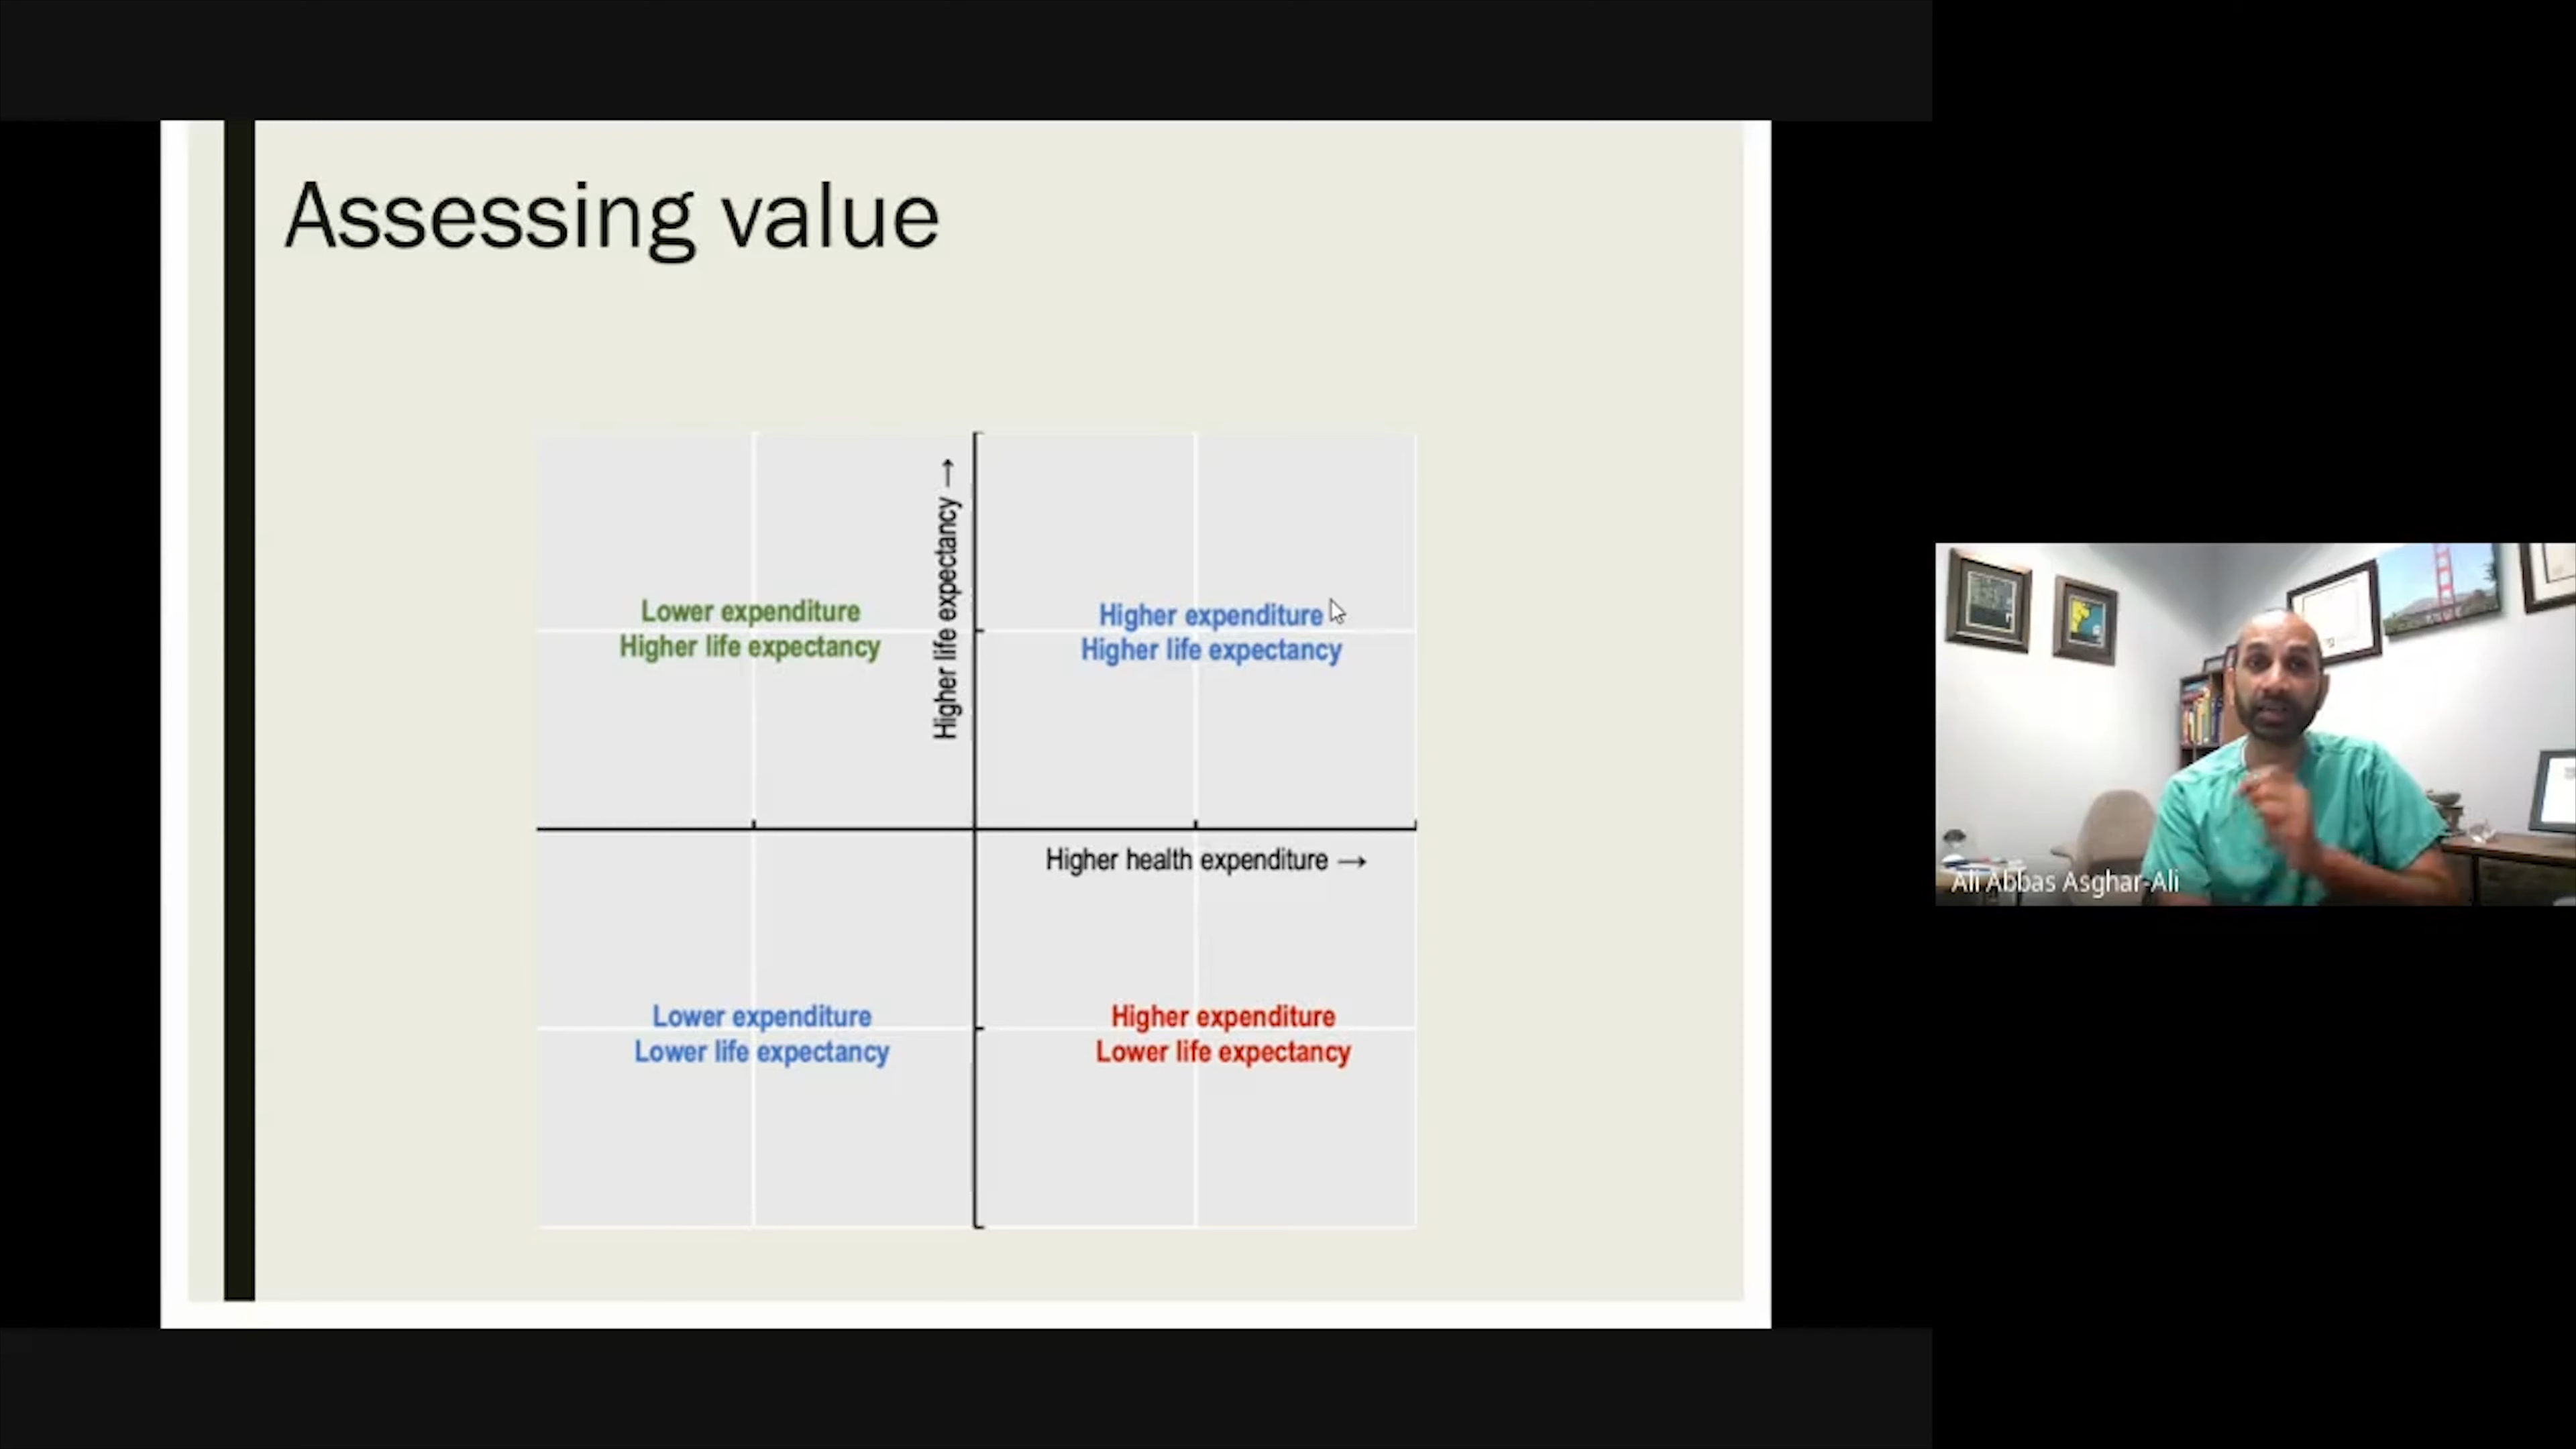 Assessing value
Higher life expectancy →
Lower expenditure
Higher life expectancy
Higher expenditure
Higher life expectancy
Higher health expenditure →
Lower expenditure
Lower life expectancy
Higher expenditure
Lower life expectancy
Ali Abbas Asghar-Ali